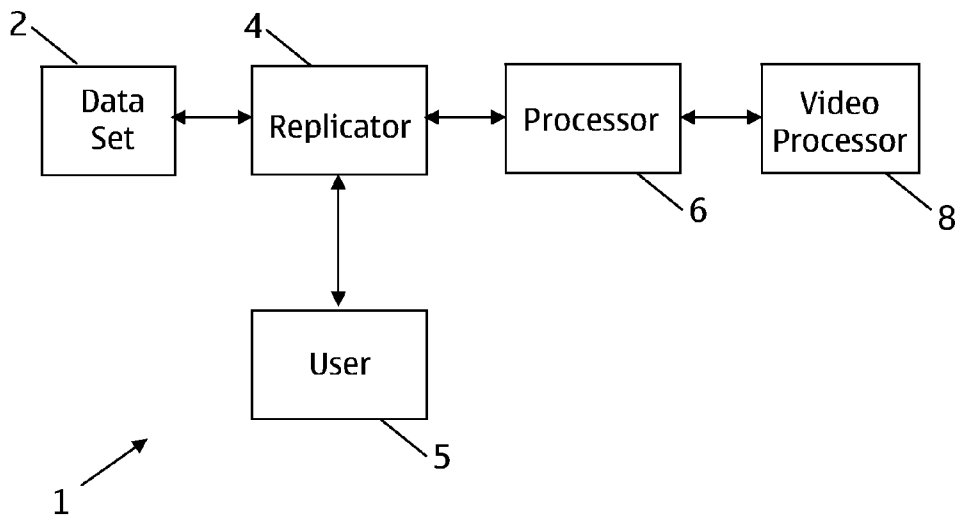 2
4
Data
Set
Replicator
Processor
Video
Processor
6
8
User
5
1